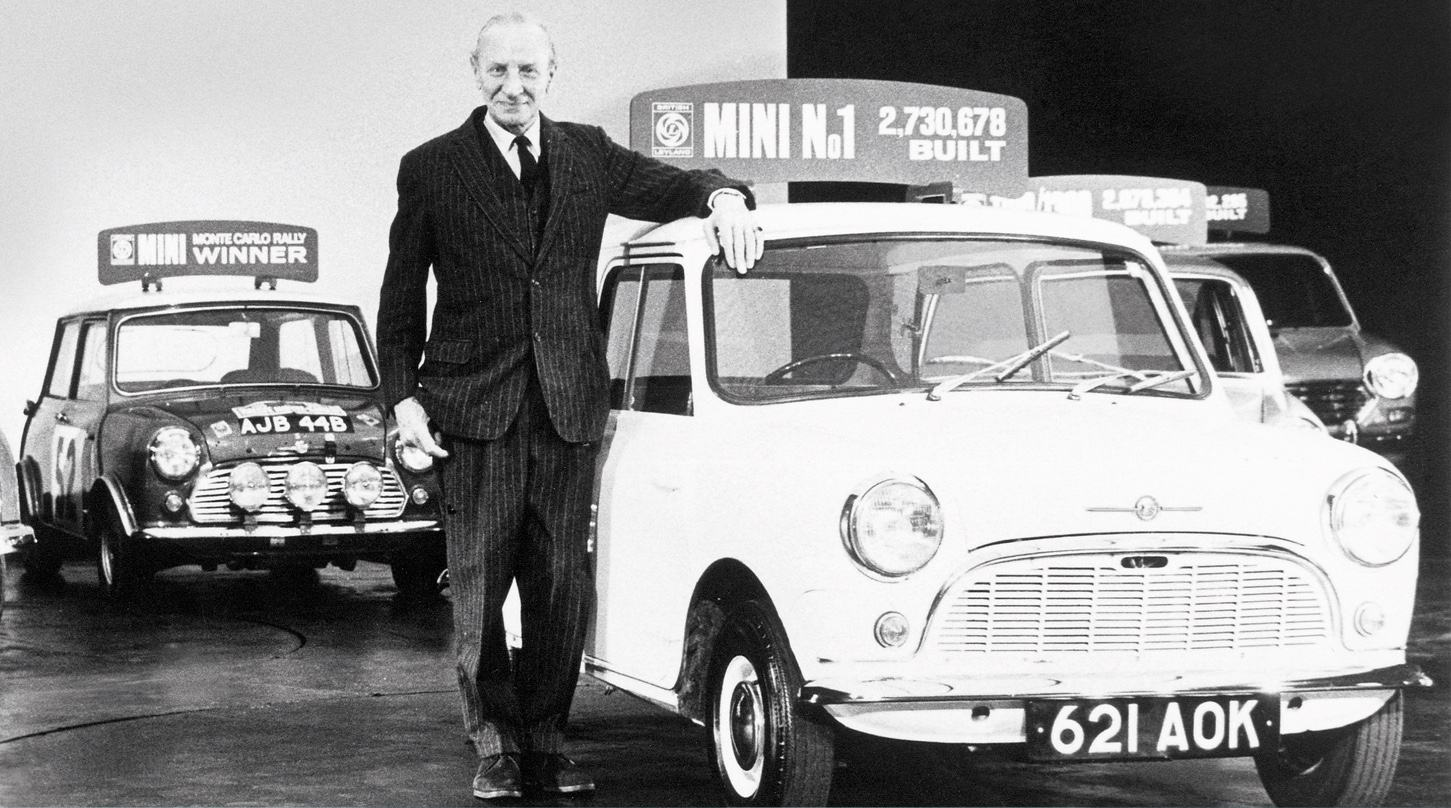 BRITISH
LEYLAND
MINI No1
2,730,678
BUILT
BUILT
BUILT
MINI
MONTE CARLO RALLY
WINNER
AJB 44B
52
621 AOK